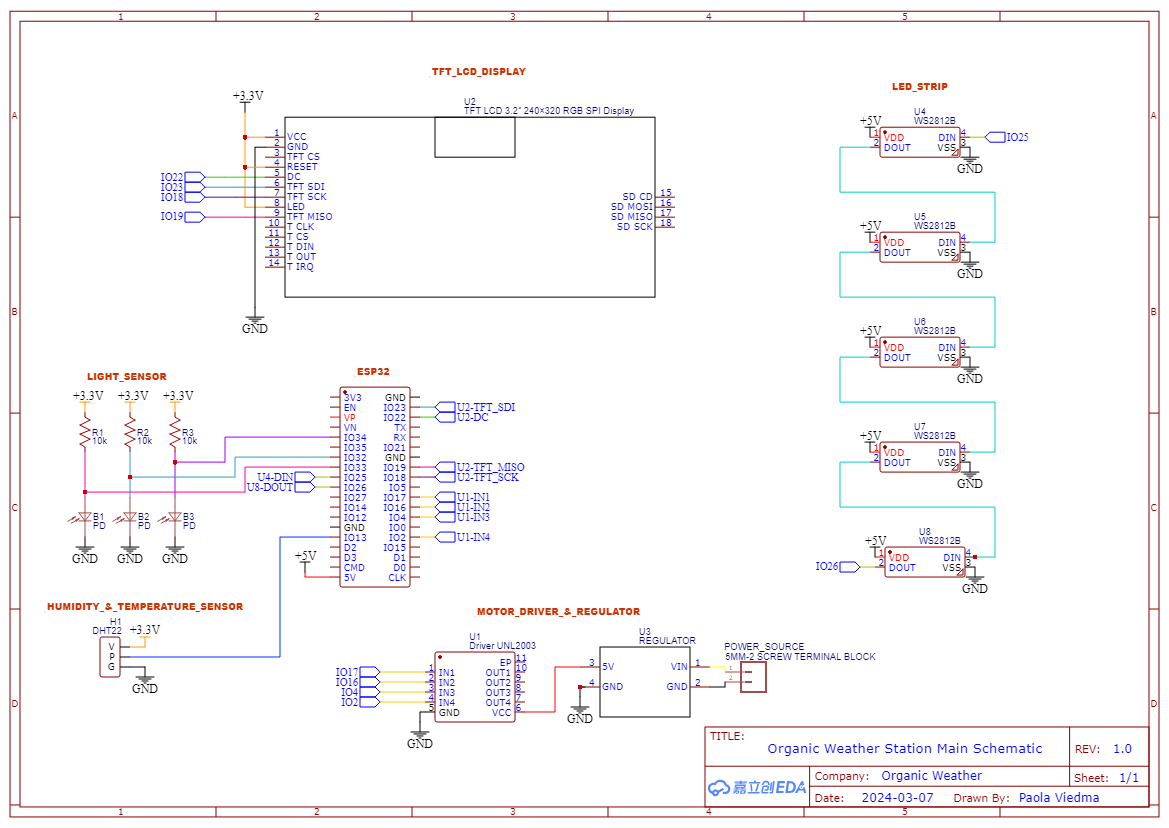 1 2 3 4 5
A A
B B
C C
D D
TFT_LCD_DISPLAY
U2
TFT LCD 3.2" 240×320 RGB SPI Display
+3.3V
1 VCC
2 GND
3 TFT CS
4 RESET
IO22 5 DC
IO23 6 TFT SDI
IO18 7 TFT SCK
8 LED
IO19 9 TFT MISO
10 T CLK
11 T CS
12 T DIN
13 T OUT
14 T IRQ
SD CD 15
SD MOSI 16
SD MISO 17
SD SCK 18
GND
LED_STRIP
U4
WS2812B
+5V
1 VDD DIN 4 IO25
2 DOUT VSS 3
GND
U5
WS2812B
+5V
1 VDD DIN 4
2 DOUT VSS 3
GND
U6
WS2812B
+5V
1 VDD DIN 4
2 DOUT VSS 3
GND
U7
WS2812B
+5V
1 VDD DIN 4
2 DOUT VSS 3
GND
U8
WS2812B
+5V
1 VDD DIN 4
IO26 2 DOUT VSS 3
GND
LIGHT_SENSOR
+3.3V +3.3V +3.3V
R1 R2 R3
10k 10k 10k
B1 B2 B3
PD PD PD
GND GND GND
ESP32
3V3 GND
EN IO23 U2-TFT_SDI
VP IO22 U2-DC
VN TX
IO34 RX
IO35 IO21
IO32 GND
IO33 IO19 U2-TFT_MISO
U4-DIN IO25 IO18 U2-TFT_SCK
U8-DOUT IO26 IO5
IO27 IO17 U1-IN1
IO14 IO16 U1-IN2
IO12 IO4 U1-IN3
GND IO0
IO13 IO2 U1-IN4
D2 IO15
D3 D1
CMD D0
5V CLK
+5V
HUMIDITY_&_TEMPERATURE_SENSOR
H1
DHT22
+3.3V
V
P
G
GND
MOTOR_DRIVER_&_REGULATOR
U1
Driver UNL2003
EP 11
IO17 1 IN1 OUT1 10
IO16 2 IN2 OUT2 9
IO4 3 IN3 OUT3 8
IO2 4 IN4 OUT4 7
5 GND VCC 6
GND
U3
REGULATOR
3 5V VIN 1
4 GND GND 2
GND
POWER_SOURCE
5MM-2 SCREW TERMINAL BLOCK
1
2
TITLE:
Organic Weather Station Main Schematic
REV: 1.0
嘉立创EDA
Company: Organic Weather
Sheet: 1/1
Date: 2024-03-07 Drawn By: Paola Viedma
1 2 3 4 5